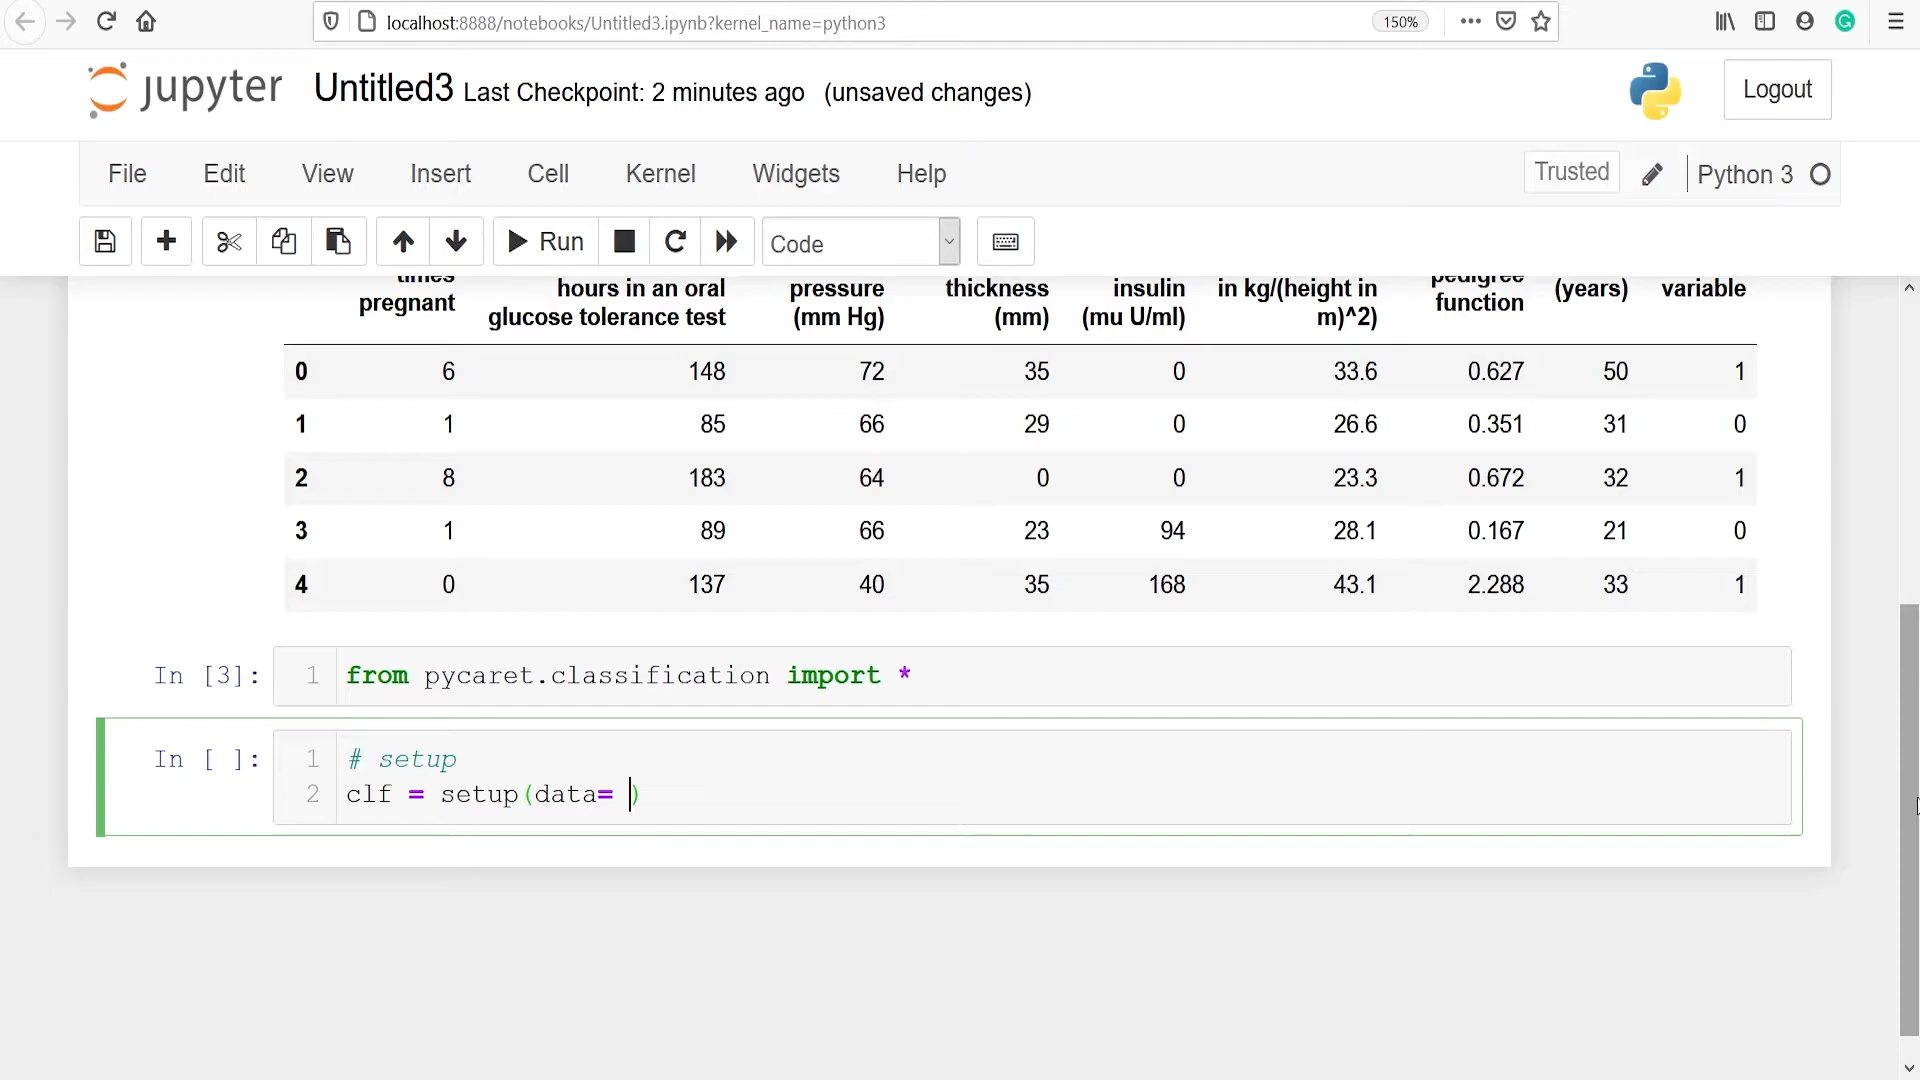 localhost:8888/notebooks/Untitled3.ipynb?kernel_name=python3
150%
jupyter Untitled3 Last Checkpoint: 2 minutes ago (unsaved changes)
Logout
File Edit View Insert Cell Kernel Widgets Help
Trusted
Python 3
Run
Code
times pregnant
hours in an oral glucose tolerance test
pressure (mm Hg)
thickness (mm)
insulin (mu U/ml)
in kg/(height in m)^2)
pedigree function
(years)
variable
0 6 148 72 35 0 33.6 0.627 50 1
1 1 85 66 29 0 26.6 0.351 31 0
2 8 183 64 0 0 23.3 0.672 32 1
3 1 89 66 23 94 28.1 0.167 21 0
4 0 137 40 35 168 43.1 2.288 33 1
In [3]: 1 from pycaret.classification import *
In [ ]: 1 # setup
2 clf = setup(data= )